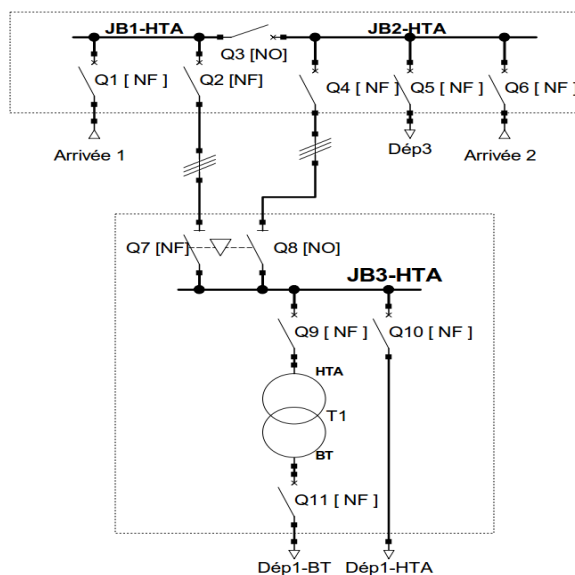 JB1-HTA
JB2-HTA
Q3 [NO]
Q1 [ NF ]
Q2 [NF]
Q4 [ NF ]
Q5 [ NF ]
Q6 [ NF ]
Arrivée 1
Dép3
Arrivée 2
Q7 [NF]
Q8 [NO]
JB3-HTA
Q9 [ NF ]
Q10 [ NF ]
HTA
T1
BT
Q11 [ NF ]
Dép1-BT
Dép1-HTA